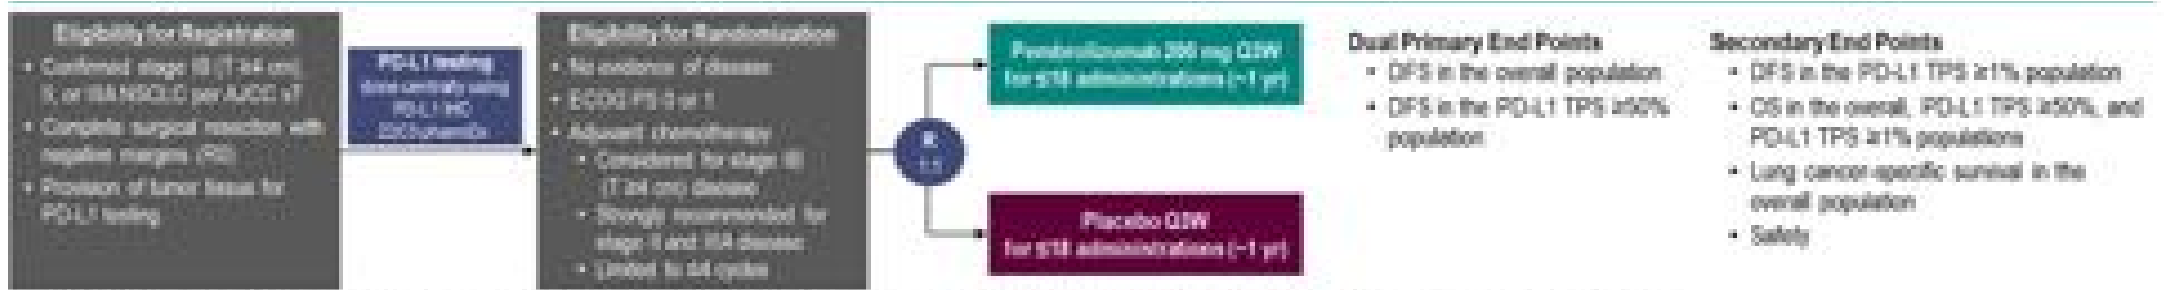 Eligibility for Registration
• Confirmed stage IB (T ≥4 cm),
II, or IIIA NSCLC per AJCC v7
• Complete surgical resection with
negative margins (R0)
• Provision of tumor tissue for
PD-L1 testing
PD-L1 testing
done centrally using
PD-L1 IHC
Eligibility for Randomization
• No evidence of disease
• ECOG PS 0 or 1
• Adjuvant chemotherapy
• Considered for stage IB
(T ≥4 cm) disease
• Strongly recommended for
stage II and IIIA disease
• Limited to ≤4 cycles
R
1:1
Pembrolizumab 200 mg Q3W
for ≤18 administrations (~1 yr)
Placebo Q3W
for ≤18 administrations (~1 yr)
Dual Primary End Points
• DFS in the overall population
• DFS in the PD-L1 TPS ≥50%
population
Secondary End Points
• DFS in the PD-L1 TPS ≥1% population
• OS in the overall, PD-L1 TPS ≥50%, and
PD-L1 TPS ≥1% populations
• Lung cancer-specific survival in the
overall population
• Safety